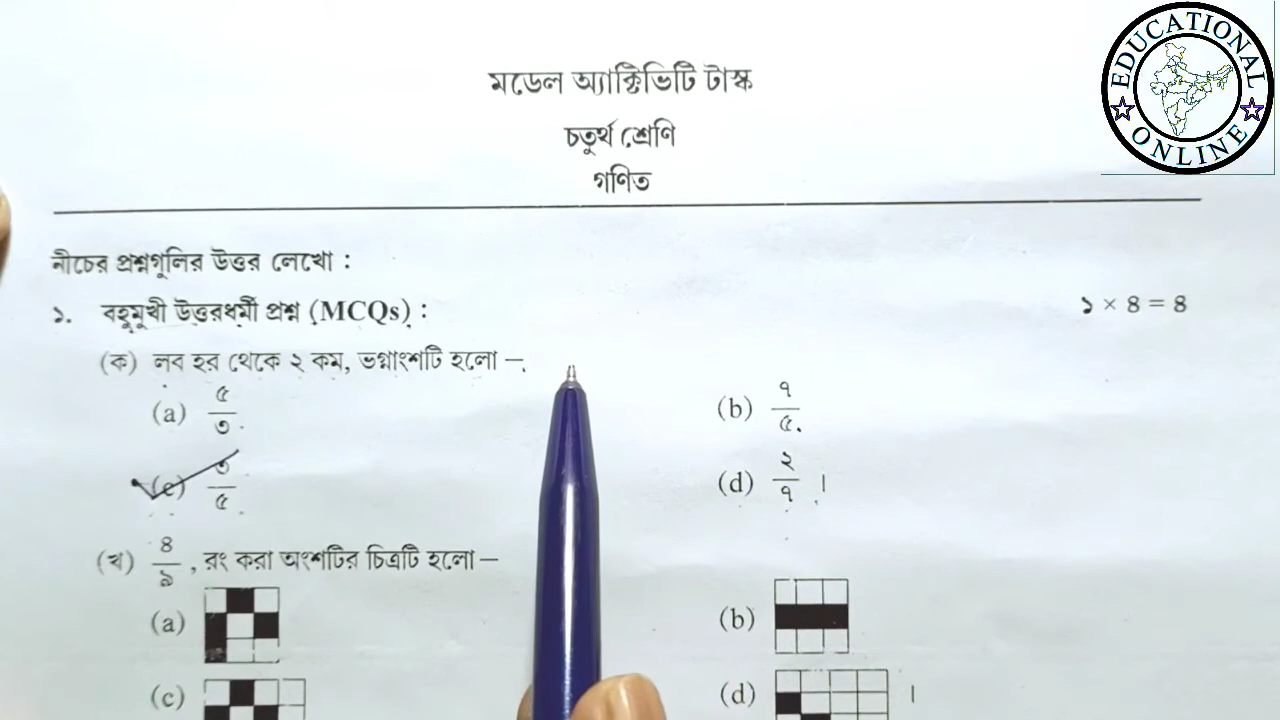 EDUCATIONAL
ONLINE
মডেল অ্যাক্টিভিটি টাস্ক
চতুর্থ শ্রেণি
গণিত
নীচের প্রশ্নগুলির উত্তর লেখো :
১. বহুমুখী উত্তরধর্মী প্রশ্ন (MCQs) : ১ × ৪ = ৪
(ক) লব হর থেকে ২ কম, ভগ্নাংশটি হলো —
(a) ৫/৩ (b) ৭/৫
(c) ৩/৫ (d) ২/৭ ।
(খ) ৪/৯ , রং করা অংশটির চিত্রটি হলো —
(a) (b)
(c) (d) ।